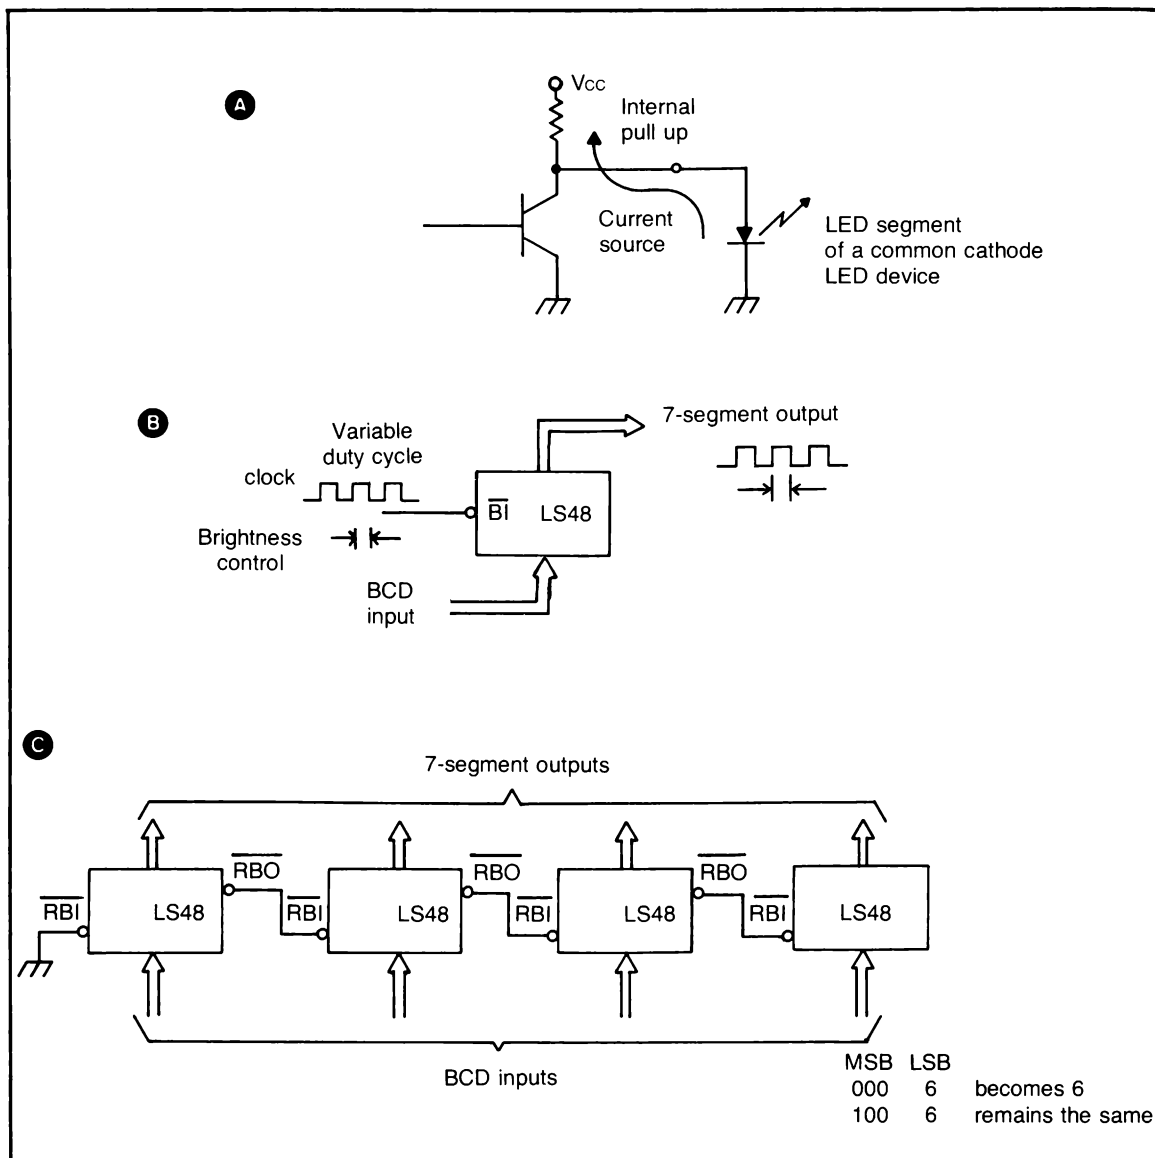 A
Vcc
Internal
pull up
Current
source
LED segment
of a common cathode
LED device
B
7-segment output
Variable
duty cycle
clock
BI LS48
Brightness
control
BCD
input
C
7-segment outputs
RBI LS48 RBO RBI LS48 RBO RBI LS48 RBO RBI LS48
BCD inputs
MSB LSB
000 6 becomes 6
100 6 remains the same